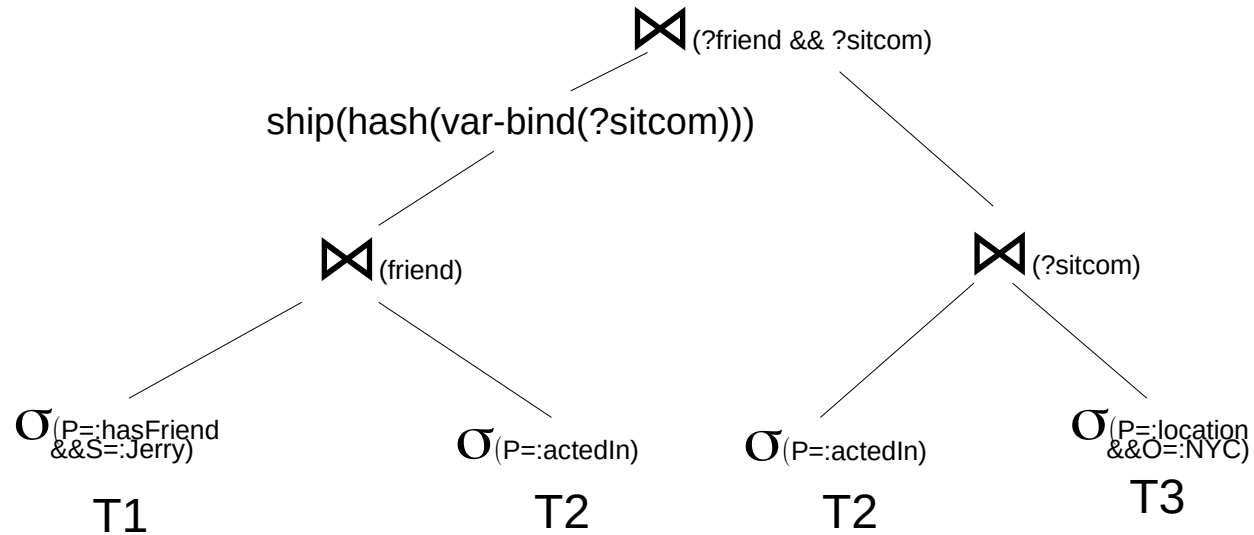 ⋈(?friend && ?sitcom)
ship(hash(var-bind(?sitcom)))
⋈(friend)
⋈(?sitcom)
σ(P=:hasFriend
&&S=:Jerry)
σ(P=:actedIn)
σ(P=:actedIn)
σ(P=:location
&&O=:NYC)
T1
T2
T2
T3